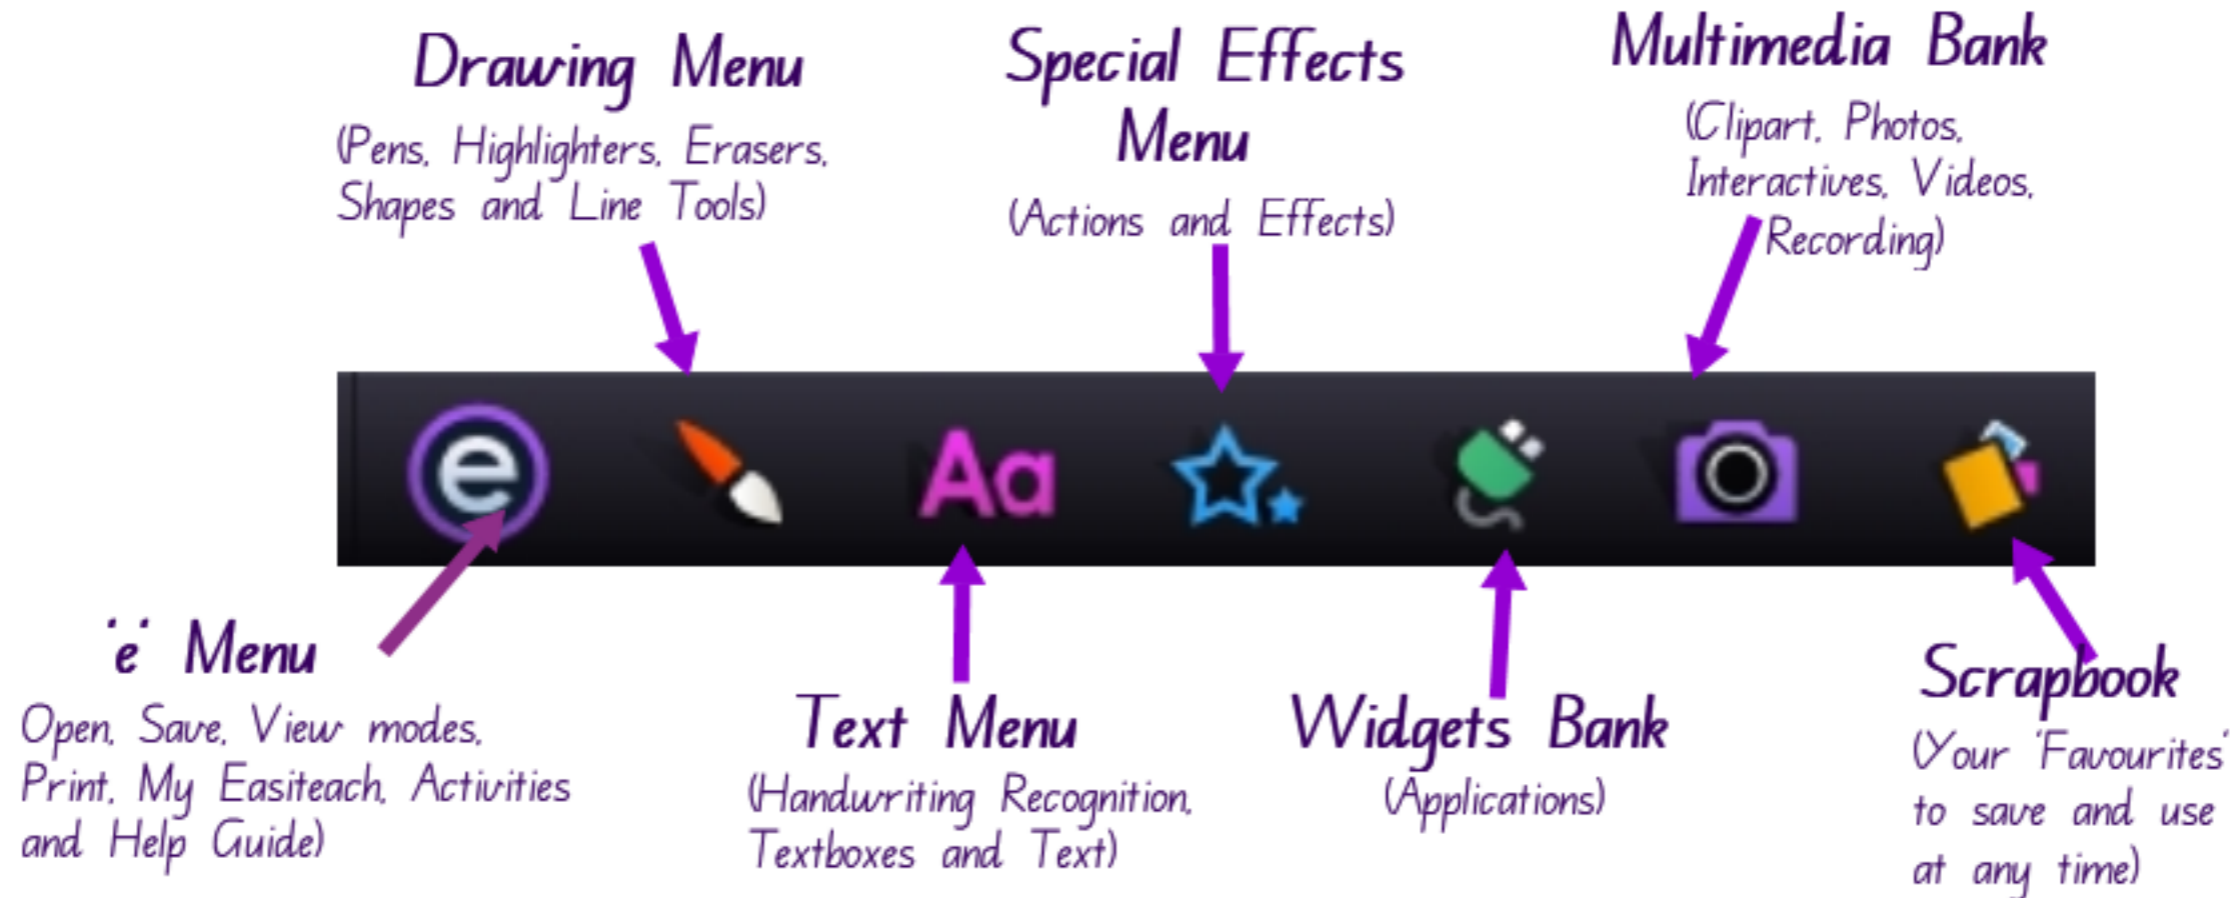 Drawing Menu
(Pens, Highlighters, Erasers,
Shapes and Line Tools)
Special Effects
Menu
(Actions and Effects)
Multimedia Bank
(Clipart, Photos,
Interactives, Videos,
Recording)
e
Aa
'e' Menu
Open, Save, View modes,
Print, My Easiteach, Activities
and Help Guide)
Text Menu
(Handwriting Recognition,
Textboxes and Text)
Widgets Bank
(Applications)
Scrapbook
(Your 'Favourites'
to save and use
at any time)